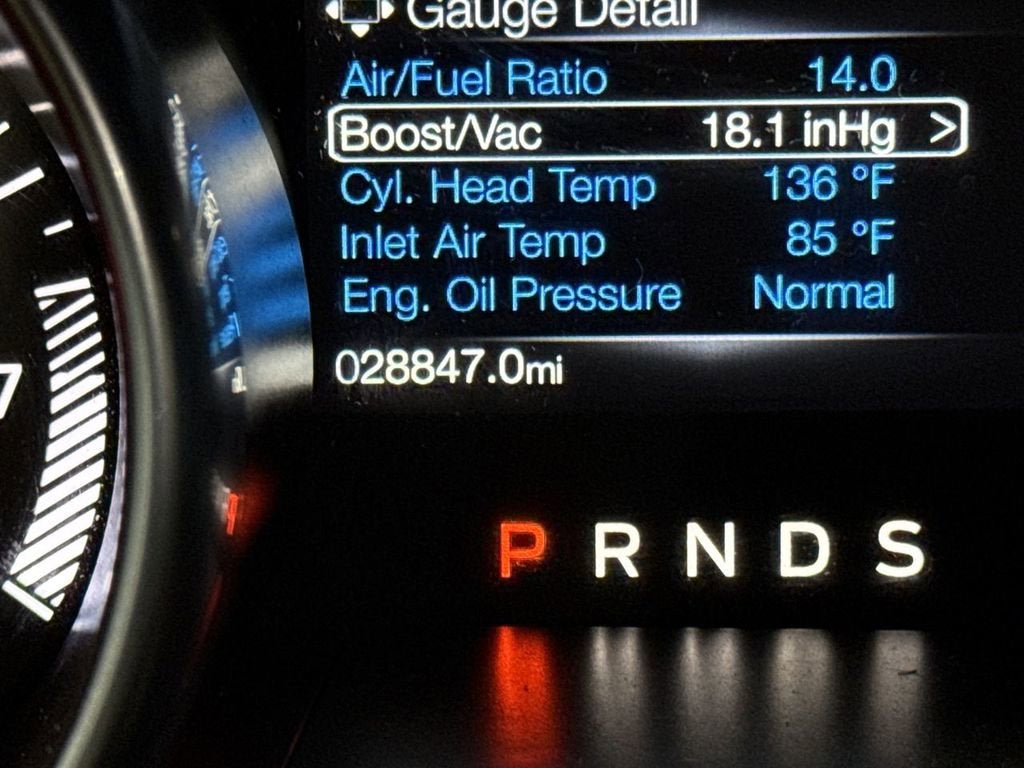 Gauge Detail
Air/Fuel Ratio 14.0
Boost/Vac 18.1 inHg >
Cyl. Head Temp 136 °F
Inlet Air Temp 85 °F
Eng. Oil Pressure Normal
028847.0mi
7
P R N D S